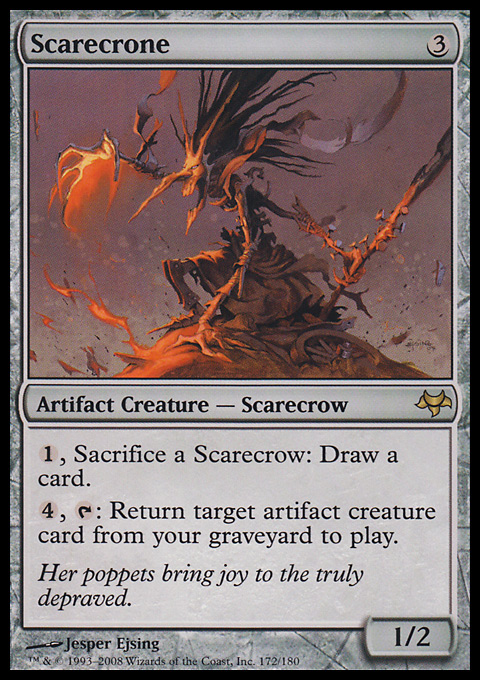 Scarecrone 3
Artifact Creature — Scarecrow
1, Sacrifice a Scarecrow: Draw a
card.
4, : Return target artifact creature
card from your graveyard to play.
Her poppets bring joy to the truly
depraved.
Jesper Ejsing
1/2
™ & © 1993–2008 Wizards of the Coast, Inc. 172/180